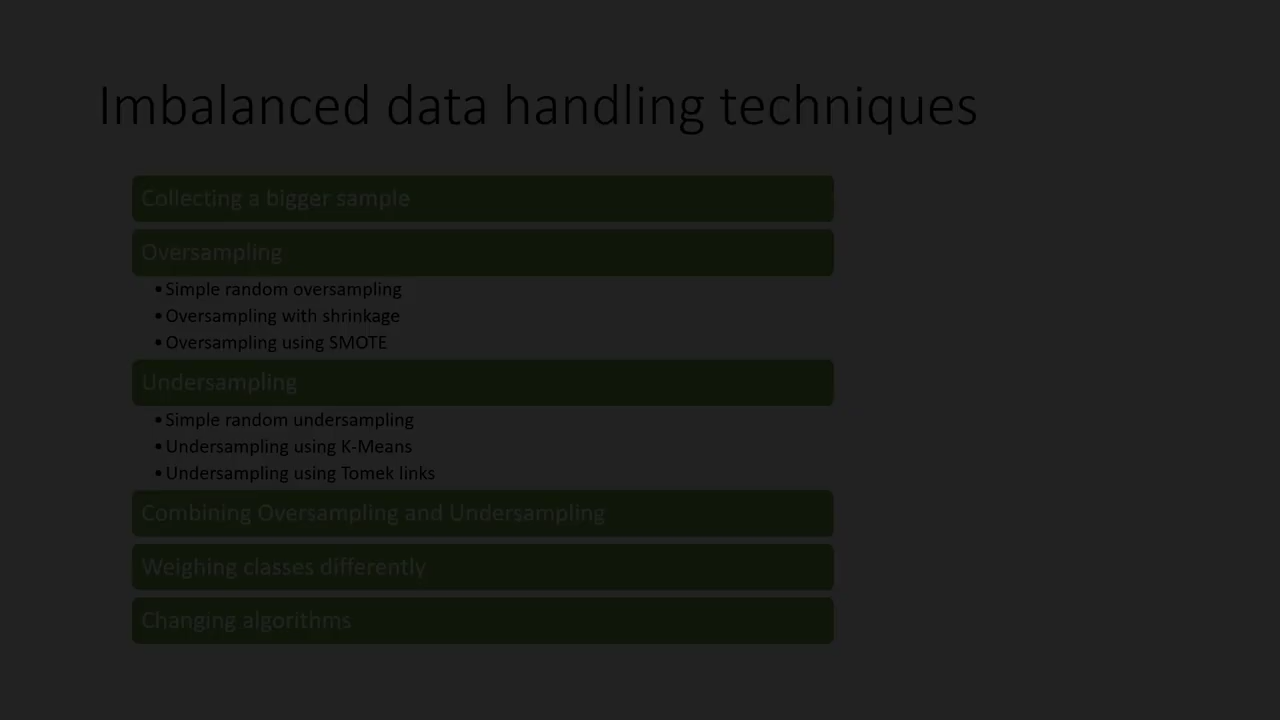 Imbalanced data handling techniques
Collecting a bigger sample
Oversampling
•Simple random oversampling
•Oversampling with shrinkage
•Oversampling using SMOTE
Undersampling
•Simple random undersampling
•Undersampling using K-Means
•Undersampling using Tomek links
Combining Oversampling and Undersampling
Weighing classes differently
Changing algorithms